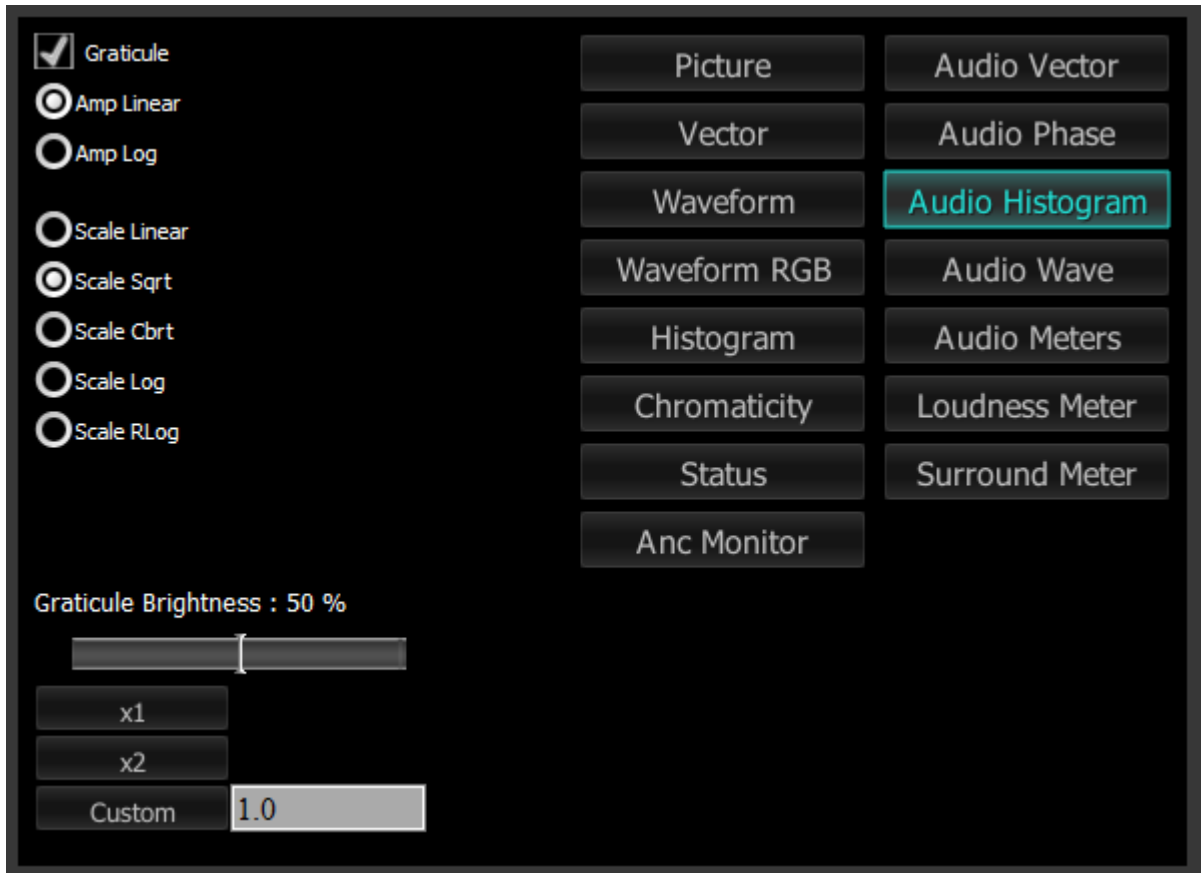 Graticule
Amp Linear
Amp Log
Scale Linear
Scale Sqrt
Scale Cbrt
Scale Log
Scale RLog
Graticule Brightness : 50 %
x1
x2
Custom
1.0
Picture
Vector
Waveform
Waveform RGB
Histogram
Chromaticity
Status
Anc Monitor
Audio Vector
Audio Phase
Audio Histogram
Audio Wave
Audio Meters
Loudness Meter
Surround Meter